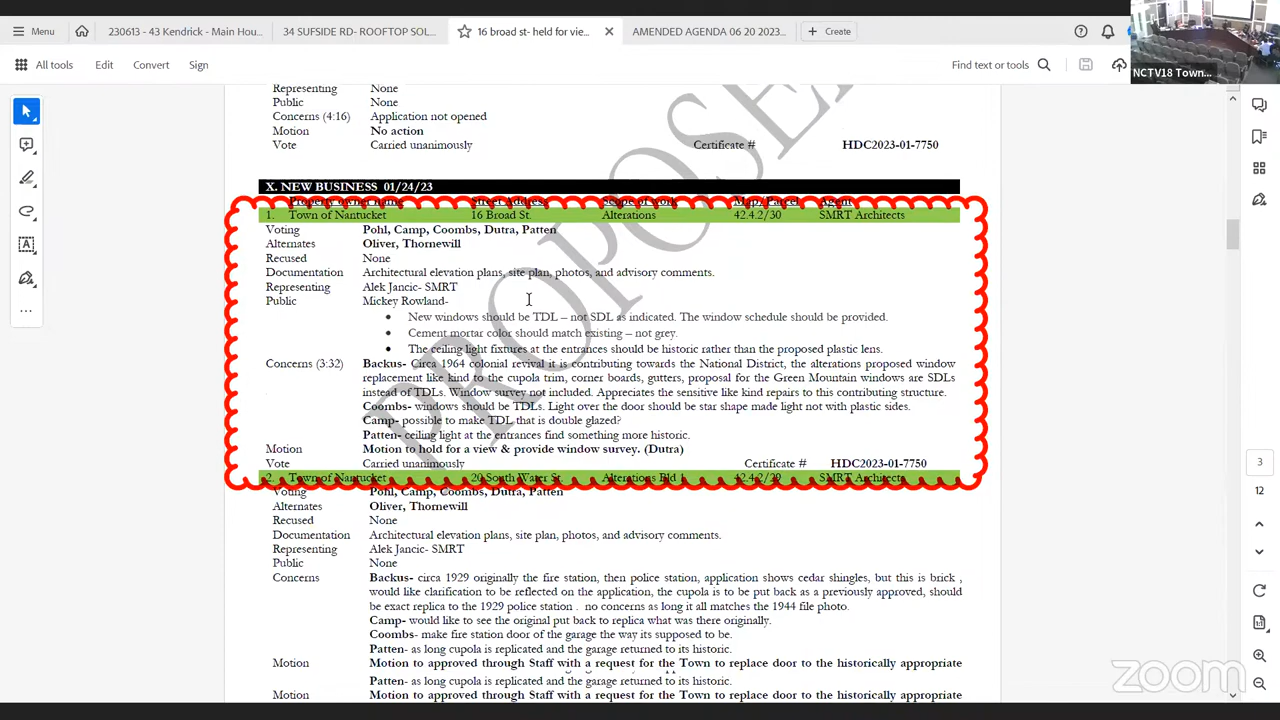 Menu
230613 - 43 Kendrick - Main Hou...
34 SUFSIDE RD- ROOFTOP SOL...
16 broad st- held for vie...
AMENDED AGENDA 06 20 2023...
Create
All tools
Edit
Convert
Sign
Find text or tools
NCTV18 Town...
Representing None
Public None
Concerns (4:16) Application not opened
Motion No action
Vote Carried unanimously Certificate # HDC2023-01-7750
X. NEW BUSINESS 01/24/23
Property owner name Street Address Scope of work Map/Parcel Agent
1. Town of Nantucket 16 Broad St. Alterations 42.4.2/30 SMRT Architects
Voting Pohl, Camp, Coombs, Dutra, Patten
Alternates Oliver, Thornewill
Recused None
Documentation Architectural elevation plans, site plan, photos, and advisory comments.
Representing Alek Jancic- SMRT
Public Mickey Rowland-
• New windows should be TDL – not SDL as indicated. The window schedule should be provided.
• Cement mortar color should match existing – not grey.
• The ceiling light fixtures at the entrances should be historic rather than the proposed plastic lens.
Concerns (3:32) Backus- Circa 1964 colonial revival it is contributing towards the National District, the alterations proposed window
replacement like kind to the cupola trim, corner boards, gutters, proposal for the Green Mountain windows are SDLs
instead of TDLs. Window survey not included. Appreciates the sensitive like kind repairs to this contributing structure.
Coombs- windows should be TDLs. Light over the door should be star shape made light not with plastic sides.
Camp- possible to make TDL that is double glazed?
Patten- ceiling light at the entrances find something more historic.
Motion Motion to hold for a view & provide window survey. (Dutra)
Vote Carried unanimously Certificate # HDC2023-01-7750
2. Town of Nantucket 20 South Water St. Alterations Bld 1 42.4.2/29 SMRT Architects
Voting Pohl, Camp, Coombs, Dutra, Patten
Alternates Oliver, Thornewill
Recused None
Documentation Architectural elevation plans, site plan, photos, and advisory comments.
Representing Alek Jancic- SMRT
Public None
Concerns Backus- circa 1929 originally the fire station, then police station, application shows cedar shingles, but this is brick ,
would like clarification to be reflected on the application, the cupola is to be put back as a previously approved, should
be exact replica to the 1929 police station . no concerns as long it all matches the 1944 file photo.
Camp- would like to see the original put back to replica what was there originally.
Coombs- make fire station door of the garage the way its supposed to be.
Patten- as long cupola is replicated and the garage returned to its historic.
Motion Motion to approved through Staff with a request for the Town to replace door to the historically appropriate
Patten- as long cupola is replicated and the garage returned to its historic.
Motion Motion to approved through Staff with a request for the Town to replace door to the historically appropriate
PROPOSED
3
12
zoom